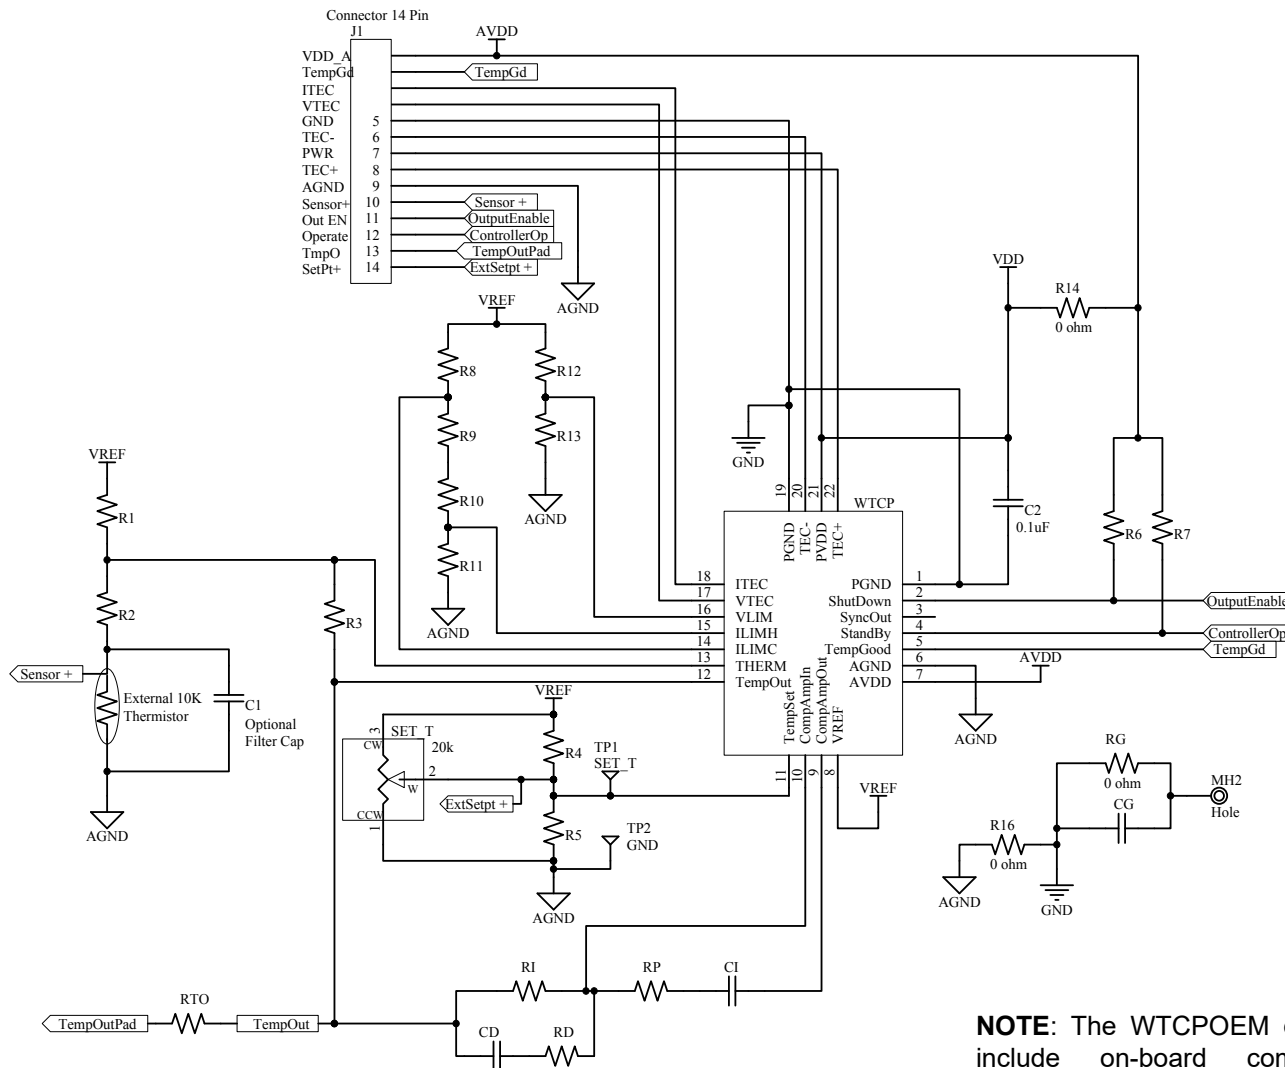 Connector 14 Pin
J1
AVDD
VDD_A
TempGd
TempGd
ITEC
VTEC
GND 5
TEC- 6
PWR 7
TEC+ 8
AGND 9
Sensor+ 10 Sensor +
Out EN 11 OutputEnable
Operate 12 ControllerOp
TmpO 13 TempOutPad
SetPt+ 14 ExtSetpt +
AGND
VREF
VDD
R14
0 ohm
R8
R12
R9
R13
GND
R10
AGND
R11
AGND
VREF
R1
R2
R3
Sensor +
External 10K
Thermistor
C1
Optional
Filter Cap
AGND
19 20 21 22
WTCP
PGND TEC- PVDD TEC+
C2
0.1uF
R6
R7
18 ITEC
17 VTEC
16 VLIM
15 ILIMH
14 ILIMC
13 THERM
12 TempOut
PGND 1
ShutDown 2
SyncOut 3
StandBy 4
TempGood 5
AGND 6
AVDD 7
OutputEnable
ControllerOp
TempGd
AVDD
AGND
TempSet CompAmpIn CompAmpOut VREF
11 10 9 8
VREF
VREF
3
SET_T
CW
20k
2
W
CCW
1
R4
TP1
SET_T
ExtSetpt +
R5
TP2
GND
AGND
RG
0 ohm
CG
MH2
Hole
R16
0 ohm
AGND
GND
RI
RP
CI
RTO
TempOutPad
TempOut
CD
RD
NOTE: The WTCPOEM
include on-board